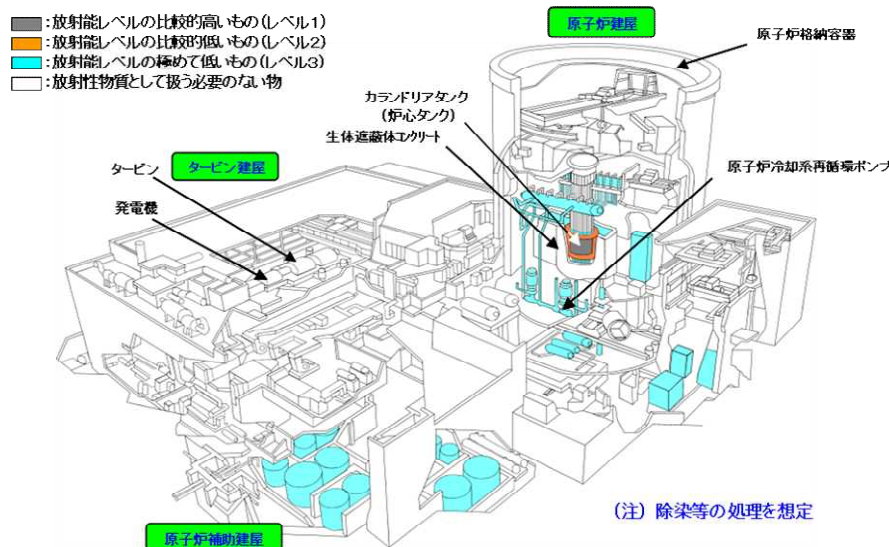 :放射能レベルの比較的高いもの(レベル1)
:放射能レベルの比較的低いもの(レベル2)
:放射能レベルの極めて低いもの(レベル3)
:放射性物質として扱う必要のない物
原子炉建屋
原子炉格納容器
カランドリアタンク
(炉心タンク)
生体遮蔽体コンクリート
原子炉冷却系再循環ポンプ
タービン
タービン建屋
発電機
(注) 除染等の処理を想定
原子炉補助建屋